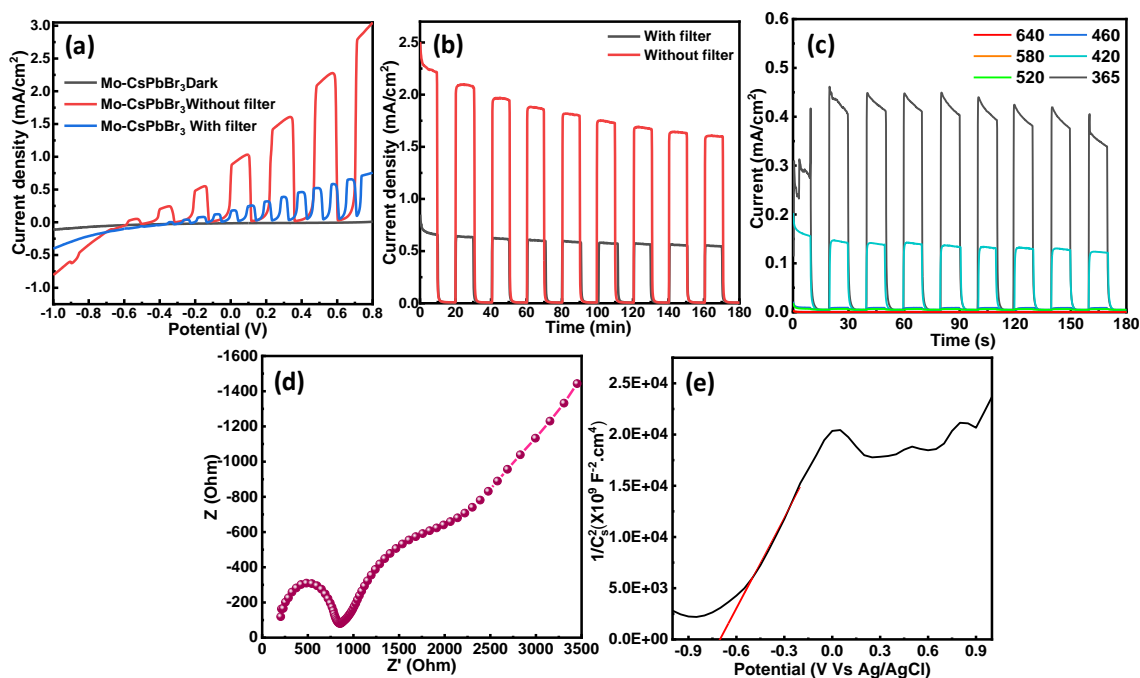 (a)
Mo-CsPbBr₃Dark
Mo-CsPbBr₃Without filter
Mo-CsPbBr₃ With filter
Current density (mA/cm²)
3.0
2.5
2.0
1.5
1.0
0.5
0.0
-0.5
-1.0
-1.0 -0.8 -0.6 -0.4 -0.2 0.0 0.2 0.4 0.6 0.8
Potential (V)
(b)
With filter
Without filter
Current density (mA/cm²)
2.5
2.0
1.5
1.0
0.5
0.0
0 20 40 60 80 100 120 140 160 180
Time (min)
(c)
640 460
580 420
520 365
Current (mA/cm²)
0.6
0.5
0.4
0.3
0.2
0.1
0.0
0 30 60 90 120 150 180
Time (s)
(d)
Z (Ohm)
-1600
-1400
-1200
-1000
-800
-600
-400
-200
0
0 500 1000 1500 2000 2500 3000 3500
Z' (Ohm)
(e)
1/Cₛ²(X10⁹ F⁻².cm⁴)
2.5E+04
2.0E+04
1.5E+04
1.0E+04
5.0E+03
0.0E+00
-0.9 -0.6 -0.3 0.0 0.3 0.6 0.9
Potential (V Vs Ag/AgCl)